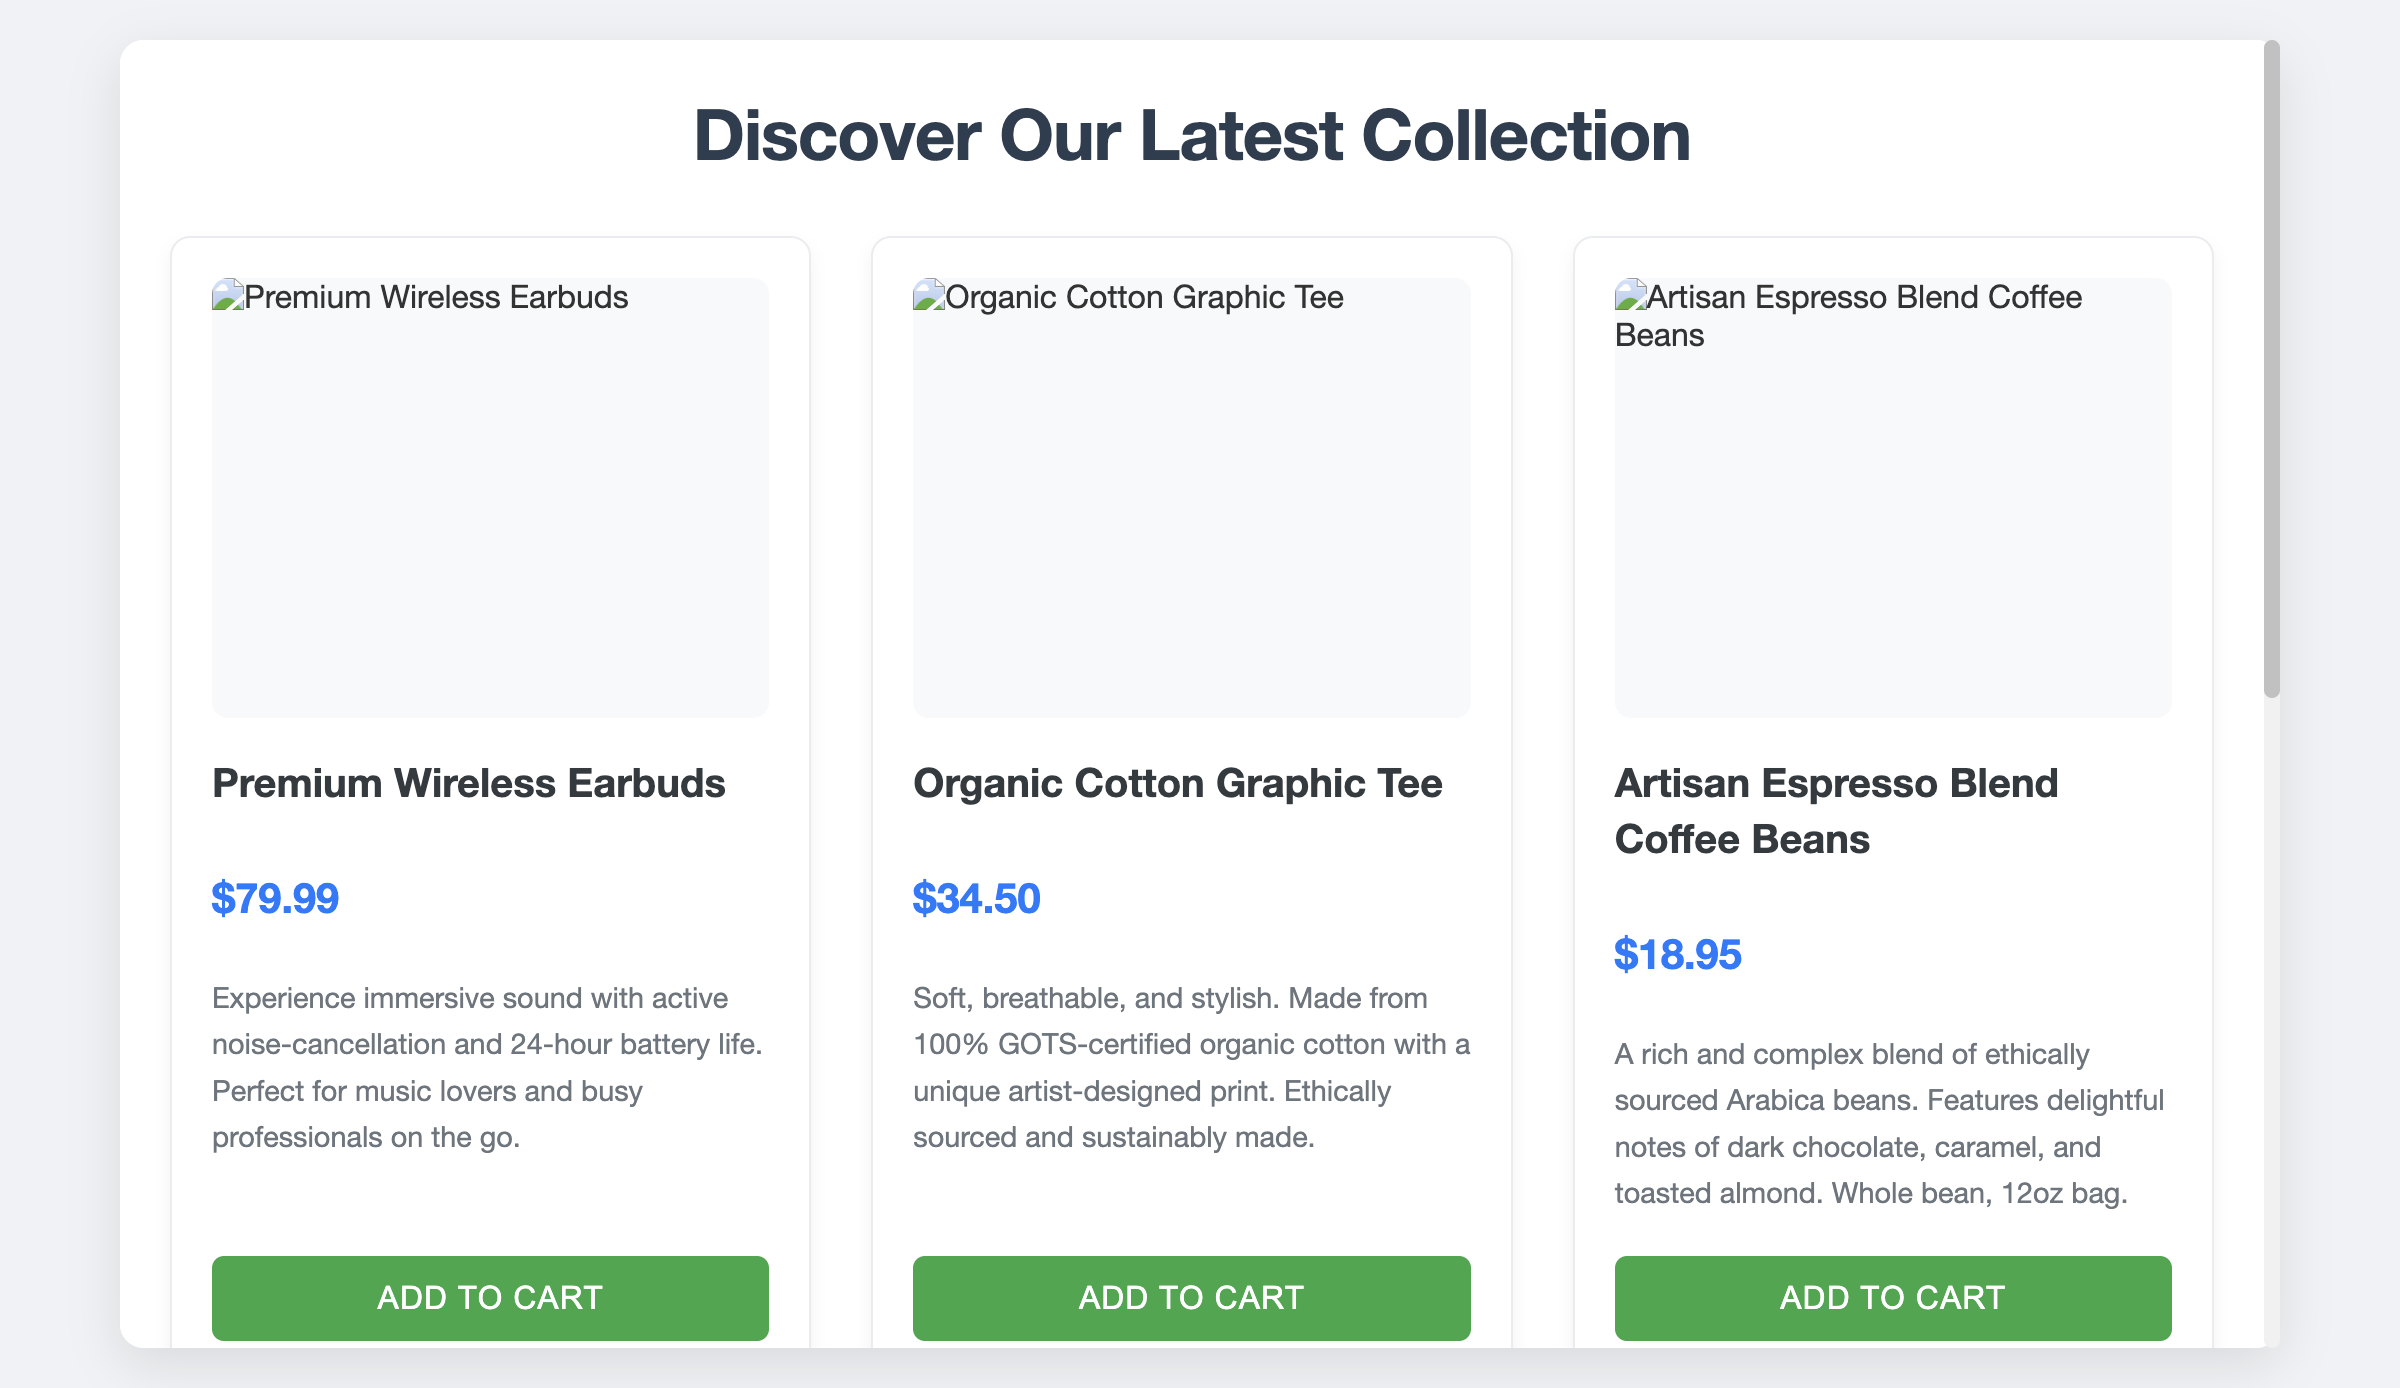 Discover Our Latest Collection
Premium Wireless Earbuds
Premium Wireless Earbuds
$79.99
Experience immersive sound with active
noise-cancellation and 24-hour battery life.
Perfect for music lovers and busy
professionals on the go.
ADD TO CART
Organic Cotton Graphic Tee
Organic Cotton Graphic Tee
$34.50
Soft, breathable, and stylish. Made from
100% GOTS-certified organic cotton with a
unique artist-designed print. Ethically
sourced and sustainably made.
ADD TO CART
Artisan Espresso Blend Coffee
Beans
Artisan Espresso Blend
Coffee Beans
$18.95
A rich and complex blend of ethically
sourced Arabica beans. Features delightful
notes of dark chocolate, caramel, and
toasted almond. Whole bean, 12oz bag.
ADD TO CART